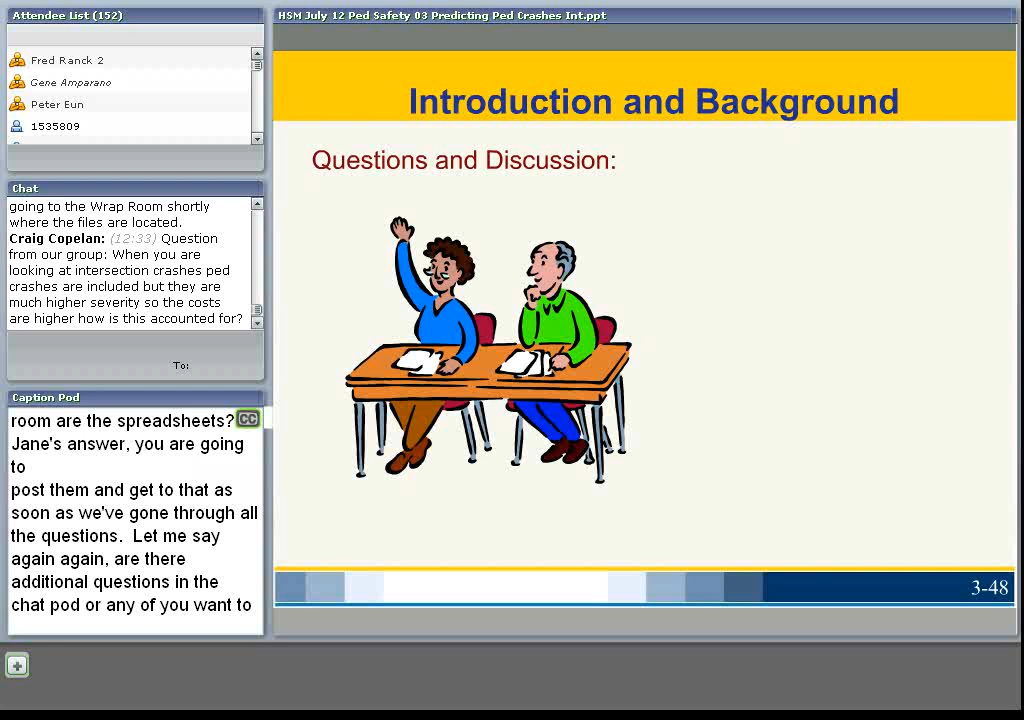 Attendee List (152)
Fred Ranck 2
Gene Amparano
Peter Eun
1535809
Chat
going to the Wrap Room shortly
where the files are located.
Craig Copelan: (12:33) Question
from our group: When you are
looking at intersection crashes ped
crashes are included but they are
much higher severity so the costs
are higher how is this accounted for?
To:
Caption Pod
room are the spreadsheets?
CC
Jane's answer, you are going
to
post them and get to that as
soon as we've gone through all
the questions.  Let me say
again again, are there
additional questions in the
chat pod or any of you want to
HSM July 12 Ped Safety 03 Predicting Ped Crashes Int.ppt
Introduction and Background
Questions and Discussion:
3-48